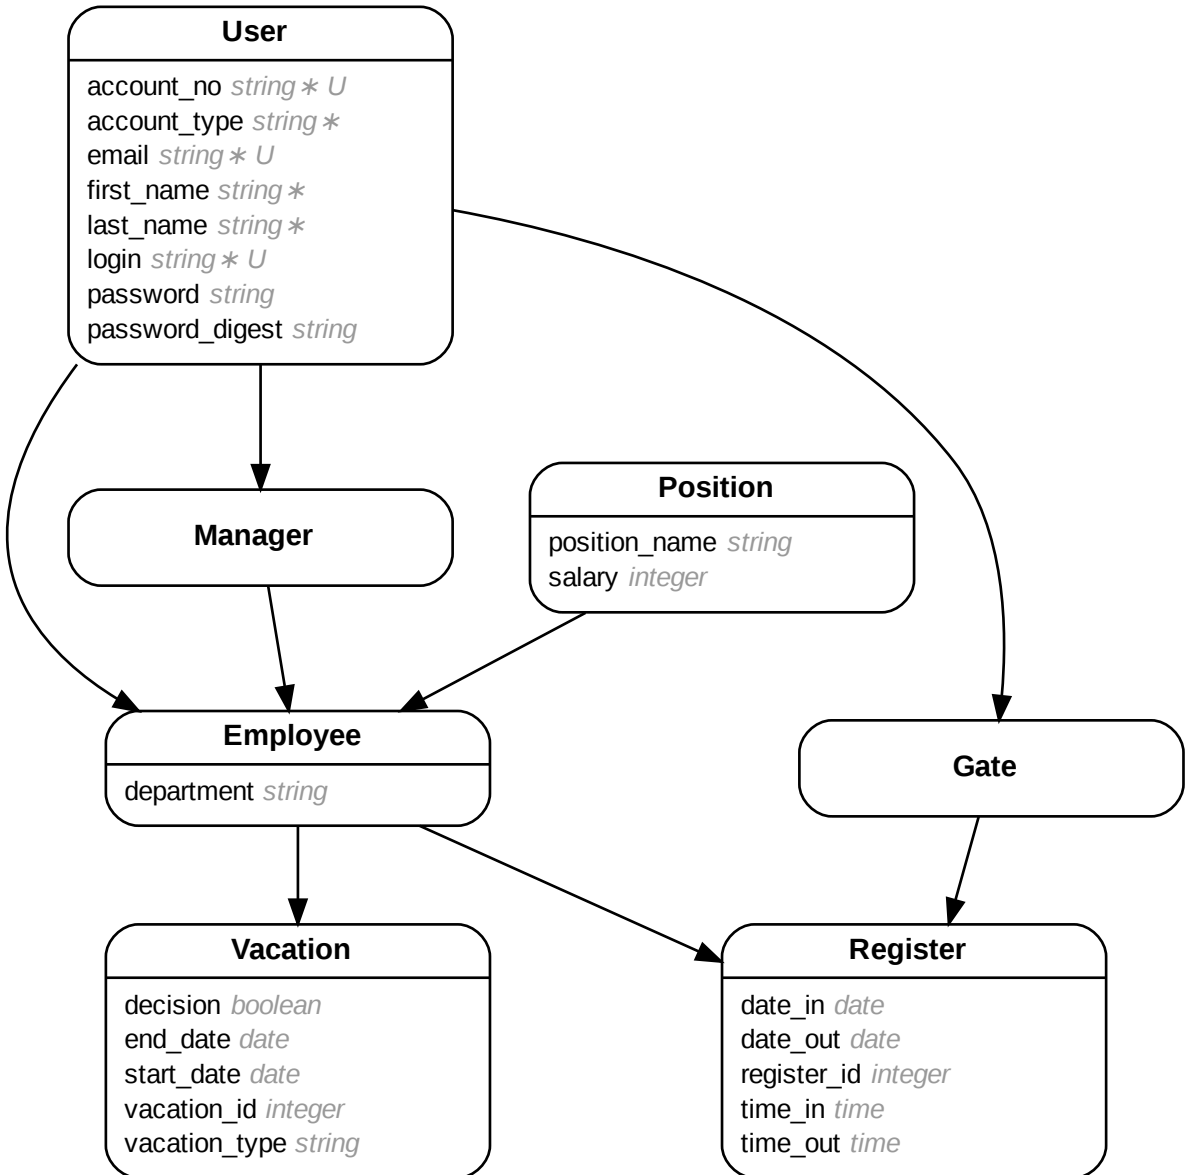 User
account_no string∗ U
account_type string∗
email string∗ U
first_name string∗
last_name string∗
login string∗ U
password string
password_digest string
Manager
Position
position_name string
salary integer
Employee
department string
Gate
Vacation
decision boolean
end_date date
start_date date
vacation_id integer
vacation_type string
Register
date_in date
date_out date
register_id integer
time_in time
time_out time